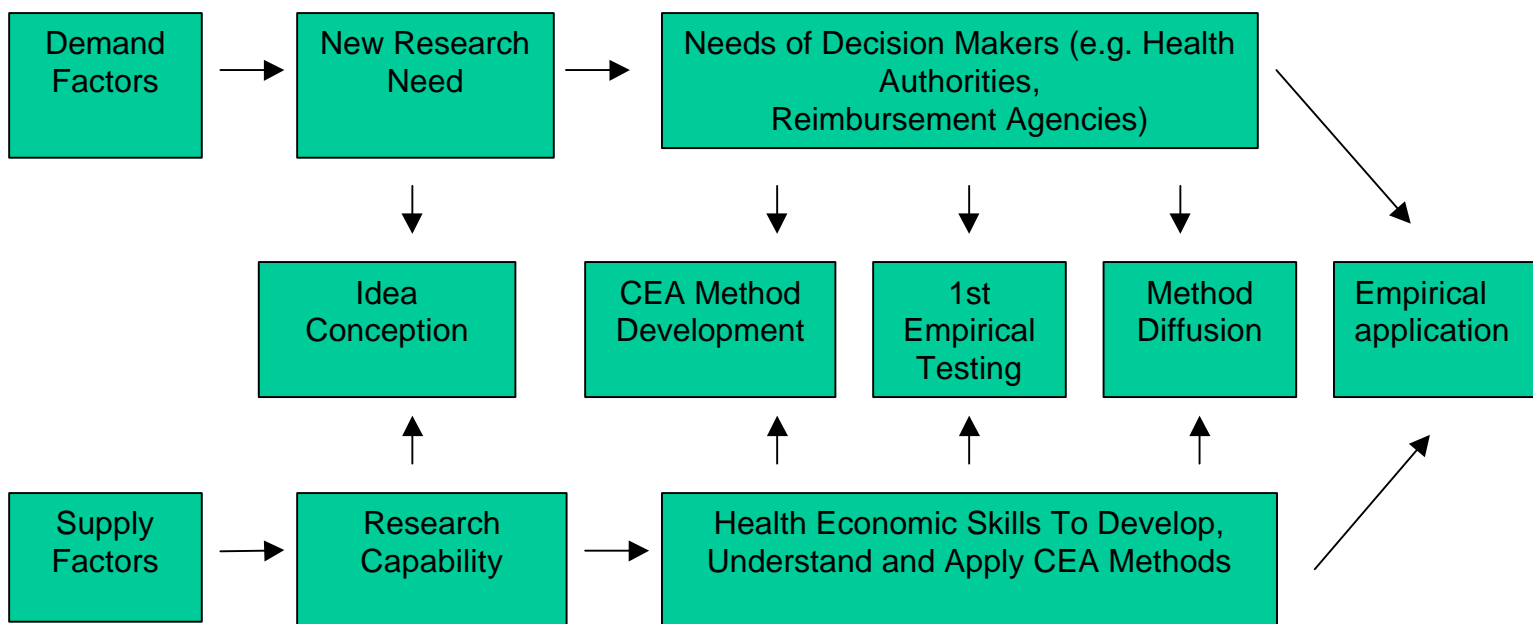 Demand
Factors
New Research
Need
Needs of Decision Makers (e.g. Health
Authorities,
Reimbursement Agencies)
Idea
Conception
CEA Method
Development
1st
Empirical
Testing
Method
Diffusion
Empirical
application
Supply
Factors
Research
Capability
Health Economic Skills To Develop,
Understand and Apply CEA Methods